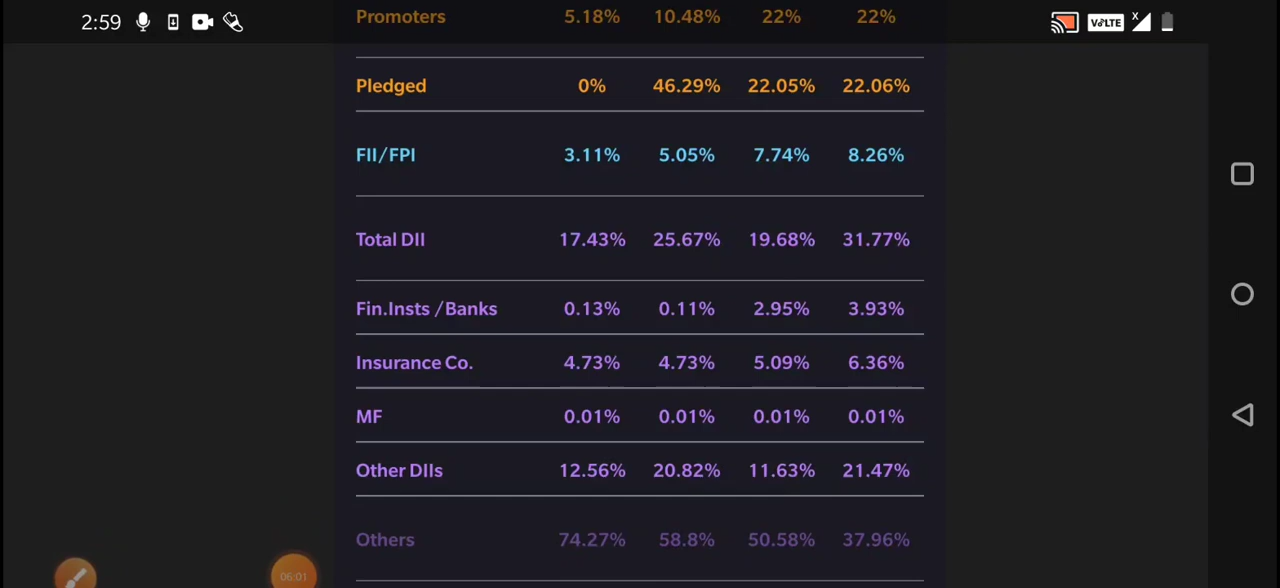 2:59
VoLTE X
Promoters 5.18% 10.48% 22% 22%
Pledged 0% 46.29% 22.05% 22.06%
FII/FPI 3.11% 5.05% 7.74% 8.26%
Total DII 17.43% 25.67% 19.68% 31.77%
Fin.Insts /Banks 0.13% 0.11% 2.95% 3.93%
Insurance Co. 4.73% 4.73% 5.09% 6.36%
MF 0.01% 0.01% 0.01% 0.01%
Other DIIs 12.56% 20.82% 11.63% 21.47%
Others 74.27% 58.8% 50.58% 37.96%
06:01